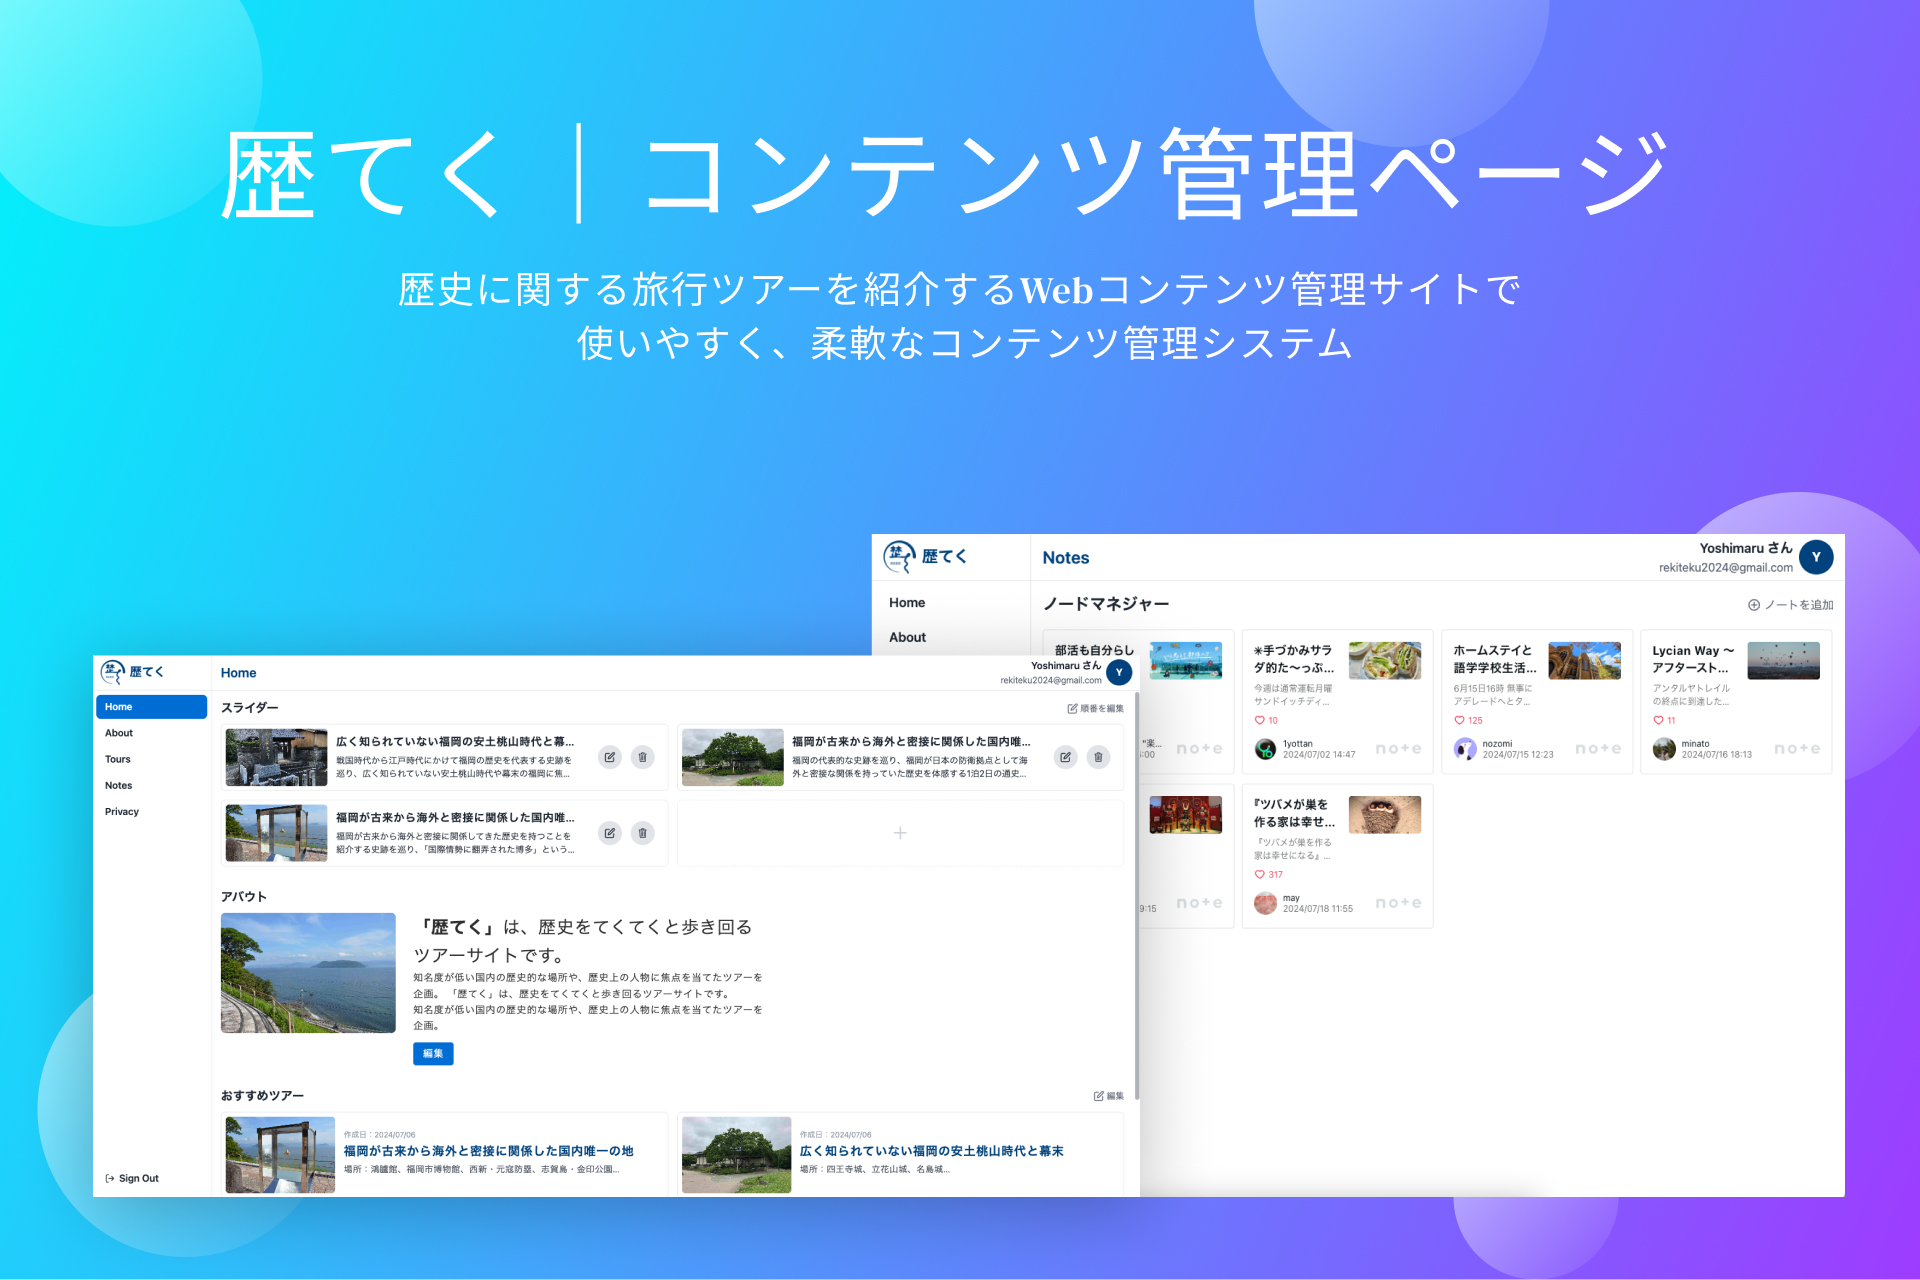 歴てく｜コンテンツ管理ページ
歴史に関する旅行ツアーを紹介するWebコンテンツ管理サイトで
使いやすく、柔軟なコンテンツ管理システム
歴てく
Notes
Yoshimaru さん
rekiteku2024@gmail.com
Y
Home
About
ノードマネジャー
ノートを追加
部活も自分らし
"楽...
:00
note
✳手づかみサラ
ダ的た〜っぷ...
今週は通常運転月曜
サンドイッチディ...
10
1yottan
2024/07/02 14:47
note
ホームステイと
語学学校生活...
6月15日16時 無事に
アデレードへとタ...
125
nozomi
2024/07/15 12:23
note
Lycian Way 〜
アフタースト...
アンタルヤトレイル
の終点に到達した...
11
minato
2024/07/16 18:13
note
9:15
note
『ツバメが巣を
作る家は幸せ...
『ツバメが巣を作る
家は幸せになる』...
317
may
2024/07/18 11:55
note
歴てく
Home
Yoshimaru さん
rekiteku2024@gmail.com
Y
Home
About
Tours
Notes
Privacy
Sign Out
スライダー
順番を編集
広く知られていない福岡の安土桃山時代と幕...
戦国時代から江戸時代にかけて福岡の歴史を代表する史跡を
巡り、広く知られていない安土桃山時代や幕末の福岡に焦...
福岡が古来から海外と密接に関係した国内唯...
福岡の代表的な史跡を巡り、福岡が日本の防衛拠点として海
外と密接な関係を持っていた歴史を体感する1泊2日の通史...
福岡が古来から海外と密接に関係した国内唯...
福岡が古来から海外と密接に関係してきた歴史を持つことを
紹介する史跡を巡り、「国際情勢に翻弄された博多」という...
アバウト
「歴てく」は、歴史をてくてくと歩き回る
ツアーサイトです。
知名度が低い国内の歴史的な場所や、歴史上の人物に焦点を当てたツアーを
企画。 「歴てく」は、歴史をてくてくと歩き回るツアーサイトです。
知名度が低い国内の歴史的な場所や、歴史上の人物に焦点を当てたツアーを
企画。
編集
おすすめツアー
編集
作成日：2024/07/06
福岡が古来から海外と密接に関係した国内唯一の地
場所：鴻臚館、福岡市博物館、西新・元寇防塁、志賀島・金印公園...
作成日：2024/07/06
広く知られていない福岡の安土桃山時代と幕末
場所：四王寺城、立花山城、名島城...